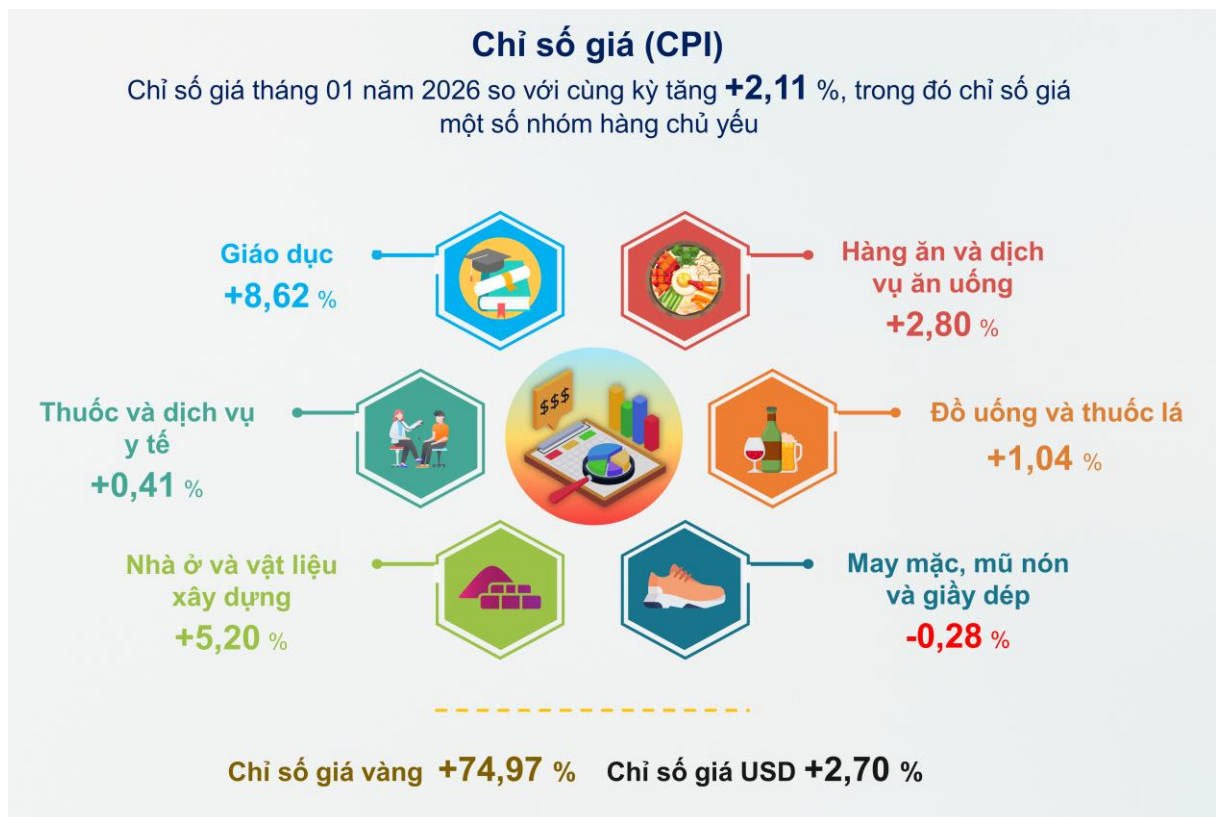 Chỉ số giá (CPI)
Chỉ số giá tháng 01 năm 2026 so với cùng kỳ tăng +2,11 %, trong đó chỉ số giá
một số nhóm hàng chủ yếu
Giáo dục
+8,62 %
Hàng ăn và dịch
vụ ăn uống
+2,80 %
$$$
Thuốc và dịch vụ
y tế
+0,41 %
Đồ uống và thuốc lá
+1,04 %
Nhà ở và vật liệu
xây dựng
+5,20 %
May mặc, mũ nón
và giầy dép
-0,28 %
Chỉ số giá vàng +74,97 % Chỉ số giá USD +2,70 %